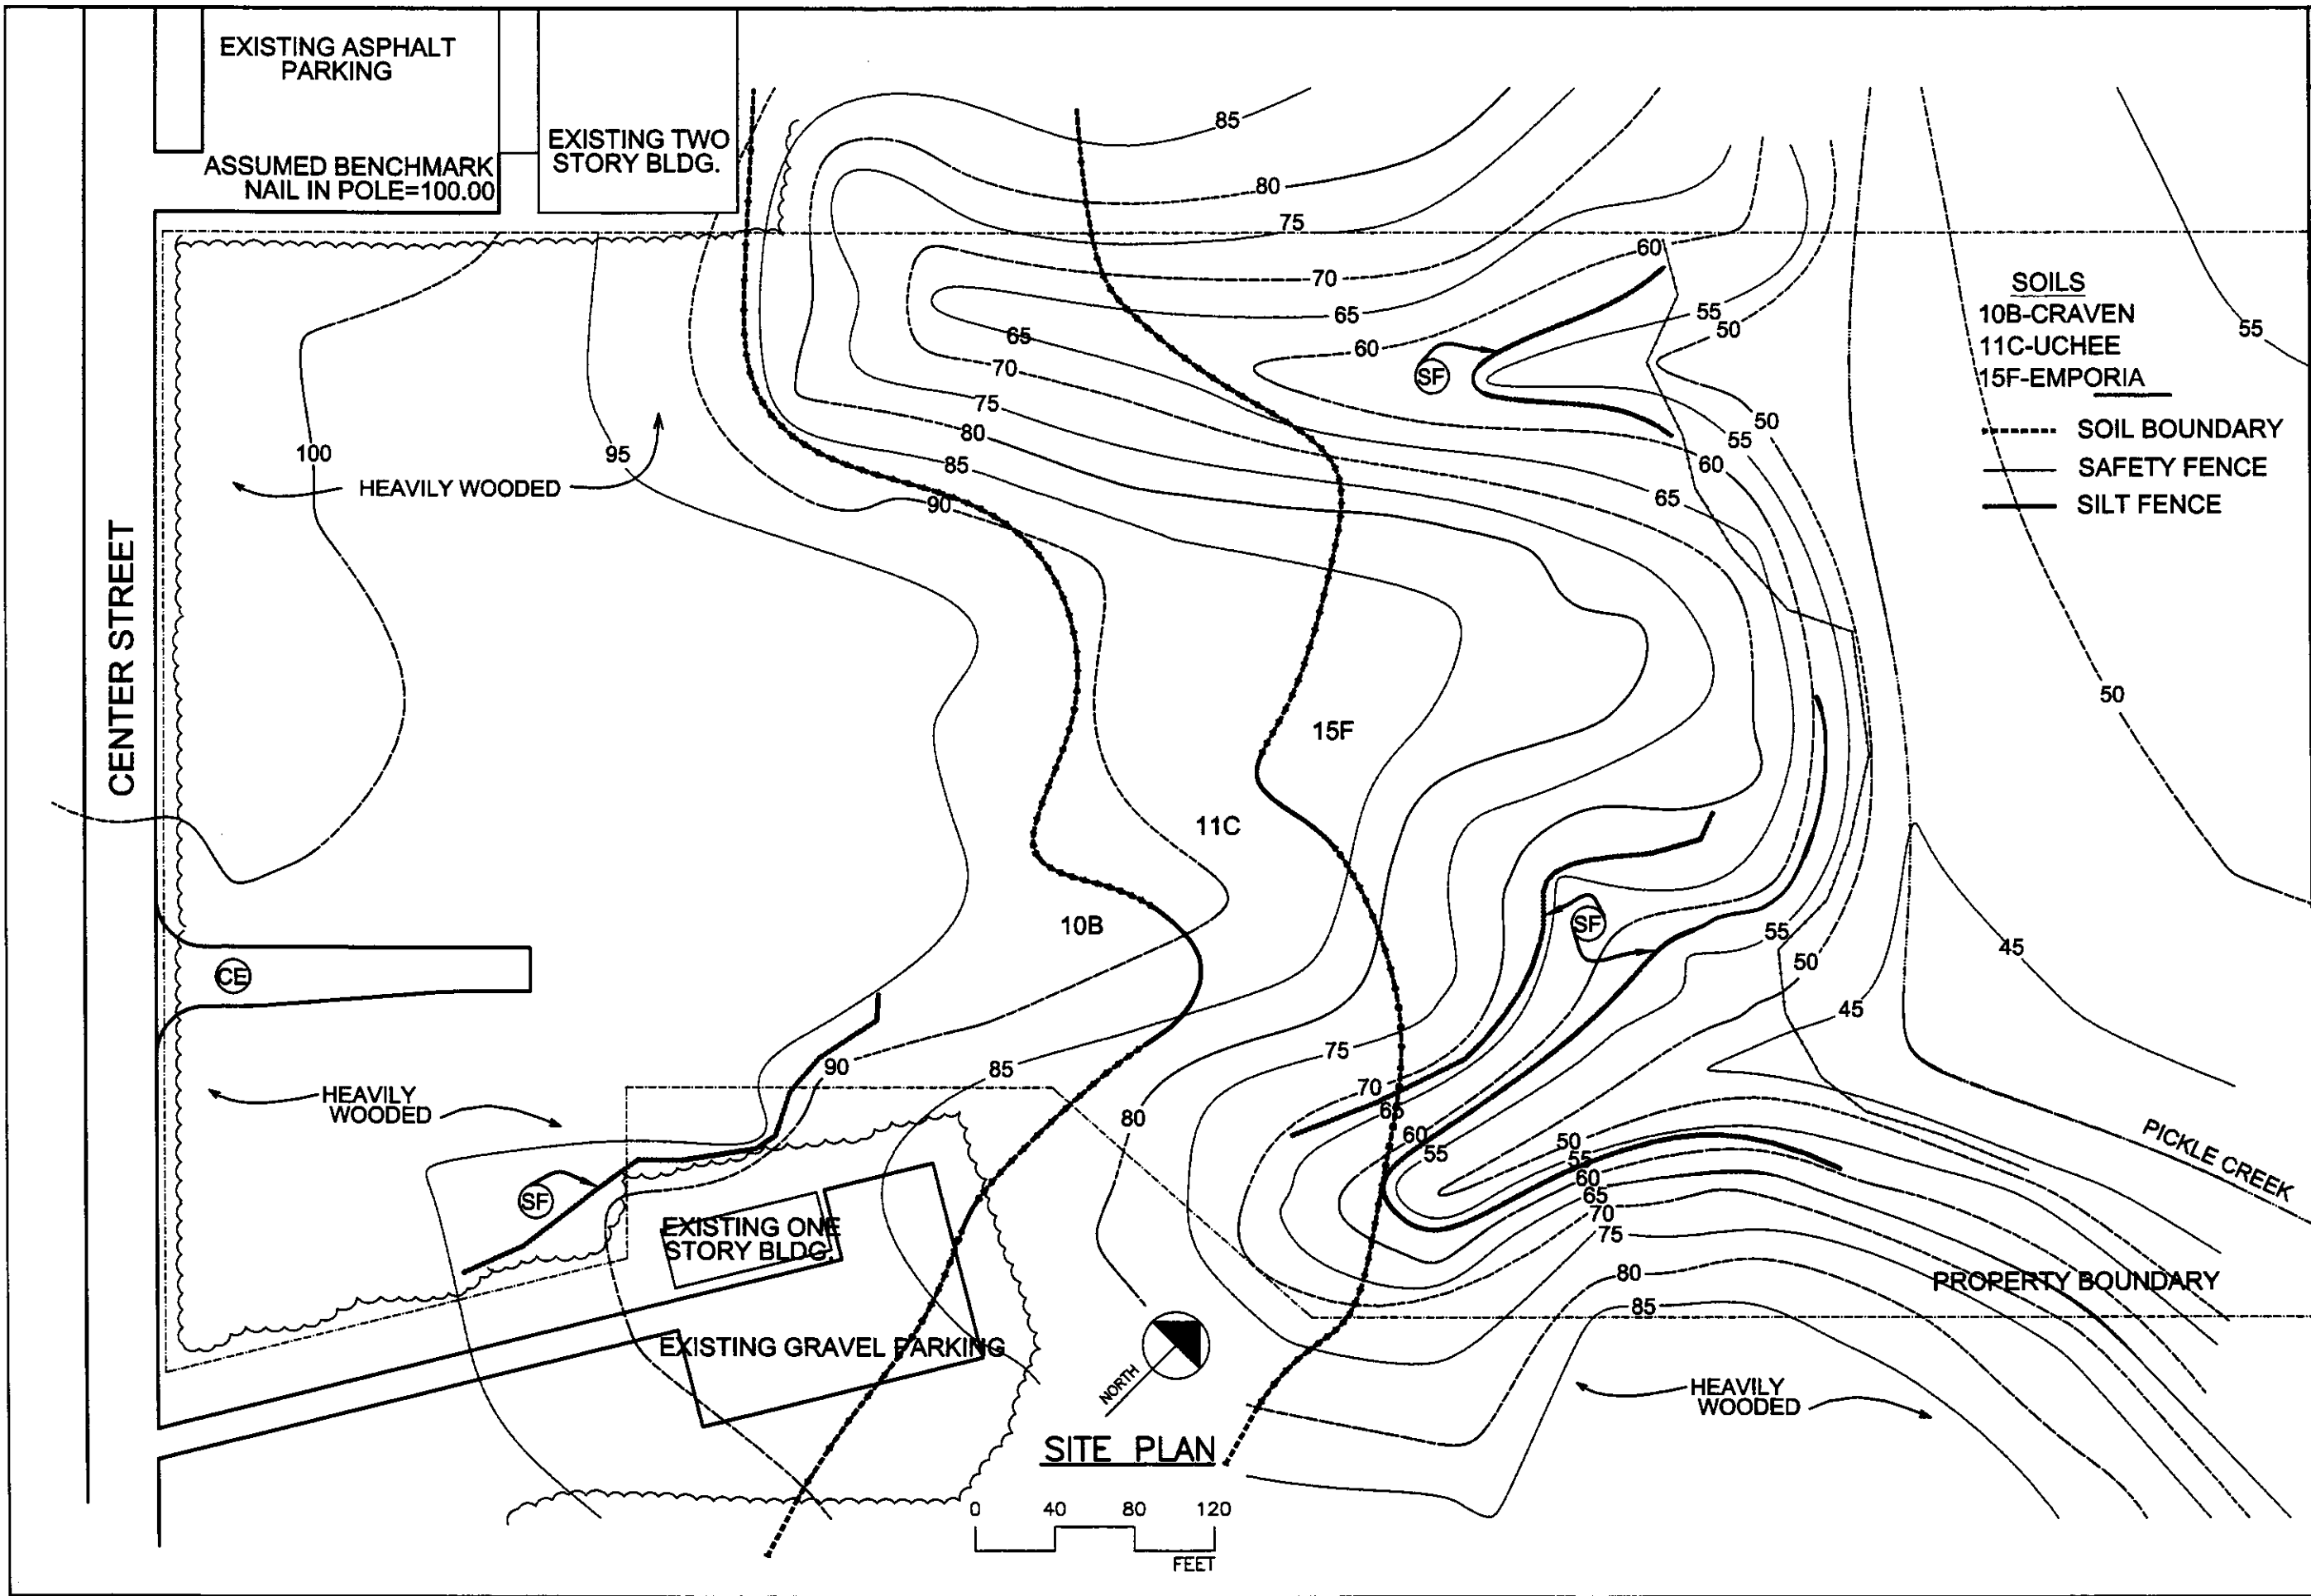 EXISTING ASPHALT
PARKING
EXISTING TWO
STORY BLDG.
ASSUMED BENCHMARK
NAIL IN POLE=100.00
85
80
75
70
65
65
70
75
80
85
90
60
60
55
50
50
55
60
65
55
SOILS
10B-CRAVEN
11C-UCHEE
15F-EMPORIA
SOIL BOUNDARY
SAFETY FENCE
SILT FENCE
SF
100
95
HEAVILY WOODED
CENTER STREET
50
15F
11C
10B
SF
55
50
45
45
CE
90
85
80
75
70
65
60
55
50
55
60
65
70
75
80
85
HEAVILY
WOODED
SF
EXISTING ONE
STORY BLDG.
EXISTING GRAVEL PARKING
PICKLE CREEK
PROPERTY BOUNDARY
HEAVILY
WOODED
NORTH
SITE PLAN
0 40 80 120
FEET